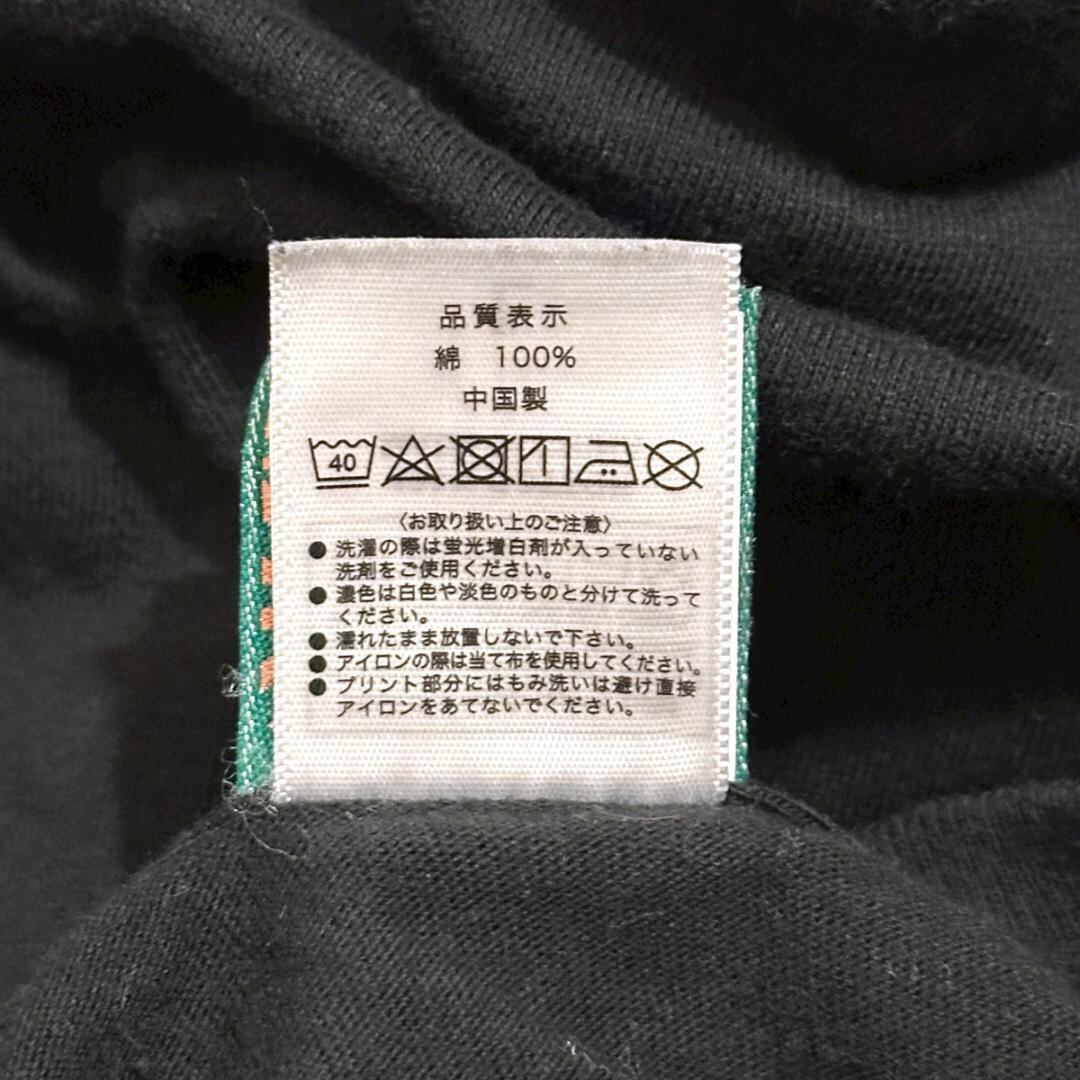 品質表示
綿 100%
中国製
40
〈お取り扱い上のご注意〉
● 洗濯の際は蛍光増白剤が入っていない
洗剤をご使用ください。
● 濃色は白色や淡色のものと分けて洗って
ください。
● 濡れたまま放置しないで下さい。
● アイロンの際は当て布を使用してください。
● プリント部分にはもみ洗いは避け直接
アイロンをあてないでください。